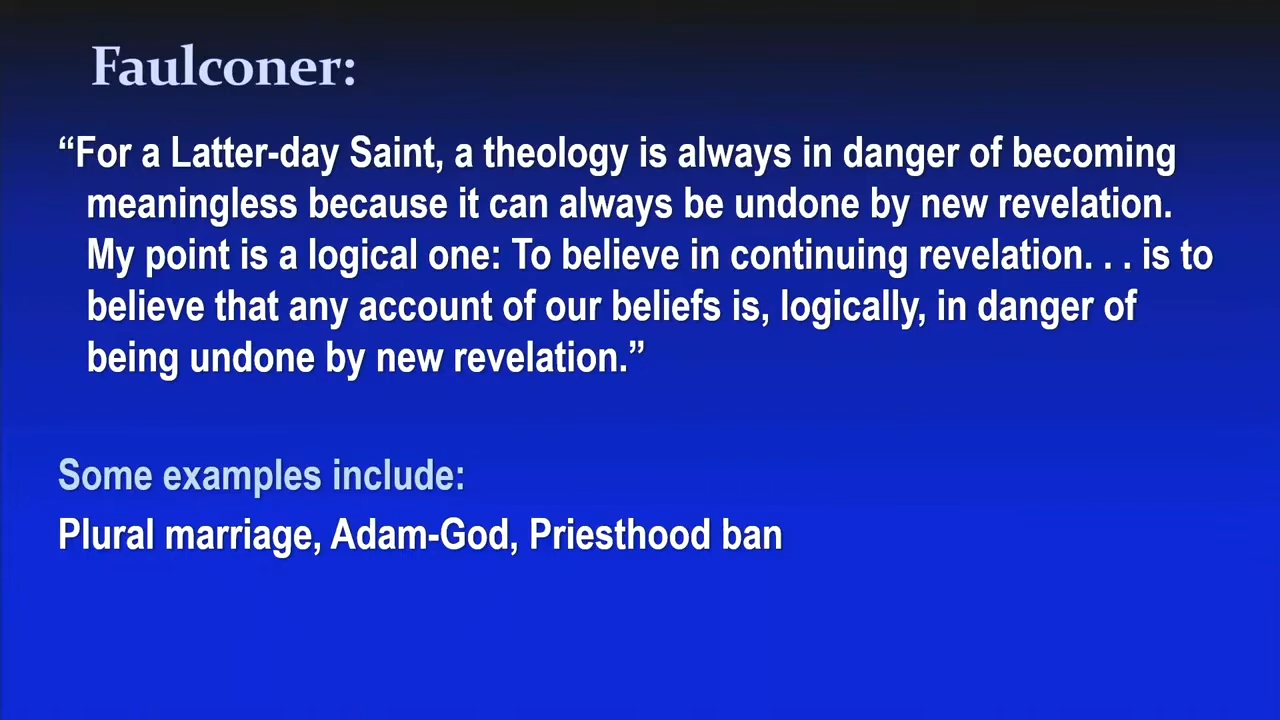 Faulconer:
“For a Latter-day Saint, a theology is always in danger of becoming
meaningless because it can always be undone by new revelation.
My point is a logical one: To believe in continuing revelation. . . is to
believe that any account of our beliefs is, logically, in danger of
being undone by new revelation.”
Some examples include:
Plural marriage, Adam-God, Priesthood ban